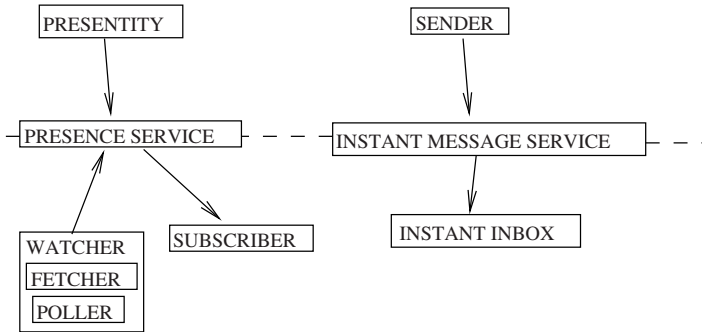 PRESENTITY
SENDER
PRESENCE SERVICE
INSTANT MESSAGE SERVICE
WATCHER
FETCHER
POLLER
SUBSCRIBER
INSTANT INBOX